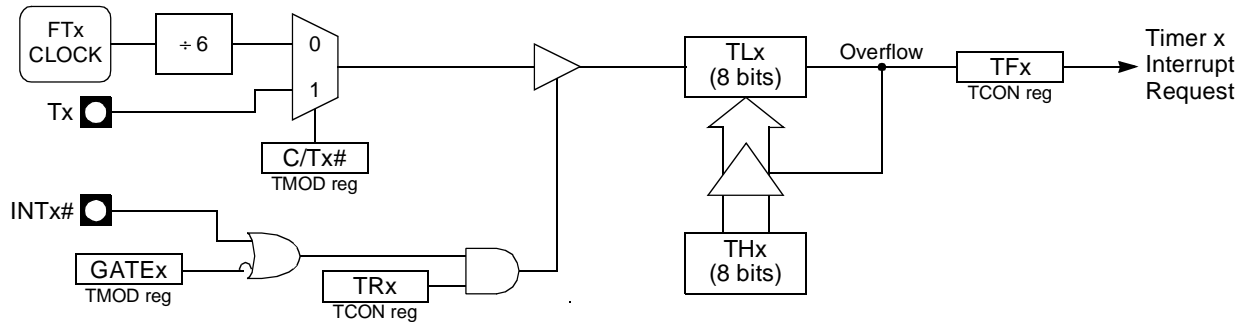 FTx
CLOCK
÷ 6
0
1
Tx
C/Tx#
TMOD reg
INTx#
GATEx
TMOD reg
TRx
TCON reg
TLx
(8 bits)
Overflow
TFx
TCON reg
Timer x
Interrupt
Request
THx
(8 bits)